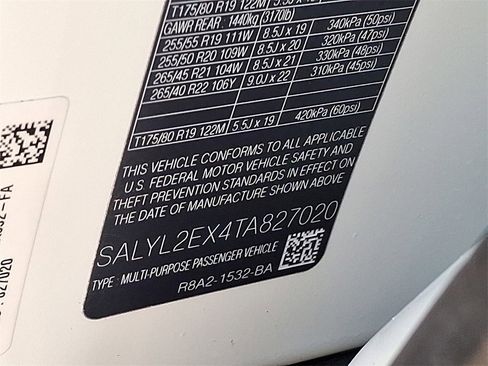 T175/80 R19 122M
GAWR REAR : 1440kg (3170lb)
255/55 R19 111W 8.5J x 19 340kPa (50psi)
255/50 R20 109W 8.5J x 20 320kPa (47psi)
265/45 R21 104W 8.5J x 21 330kPa (48psi)
265/40 R22 106Y 9.0J x 22 310kPa (45psi)
T175/80 R19 122M 5.5J x 19 420kPa (60psi)
THIS VEHICLE CONFORMS TO ALL APPLICABLE
U.S. FEDERAL MOTOR VEHICLE SAFETY AND
THEFT PREVENTION STANDARDS IN EFFECT ON
THE DATE OF MANUFACTURE SHOWN ABOVE
SALYL2EX4TA827020
TYPE : MULTI-PURPOSE PASSENGER VEHICLE
R8A2-1532-BA